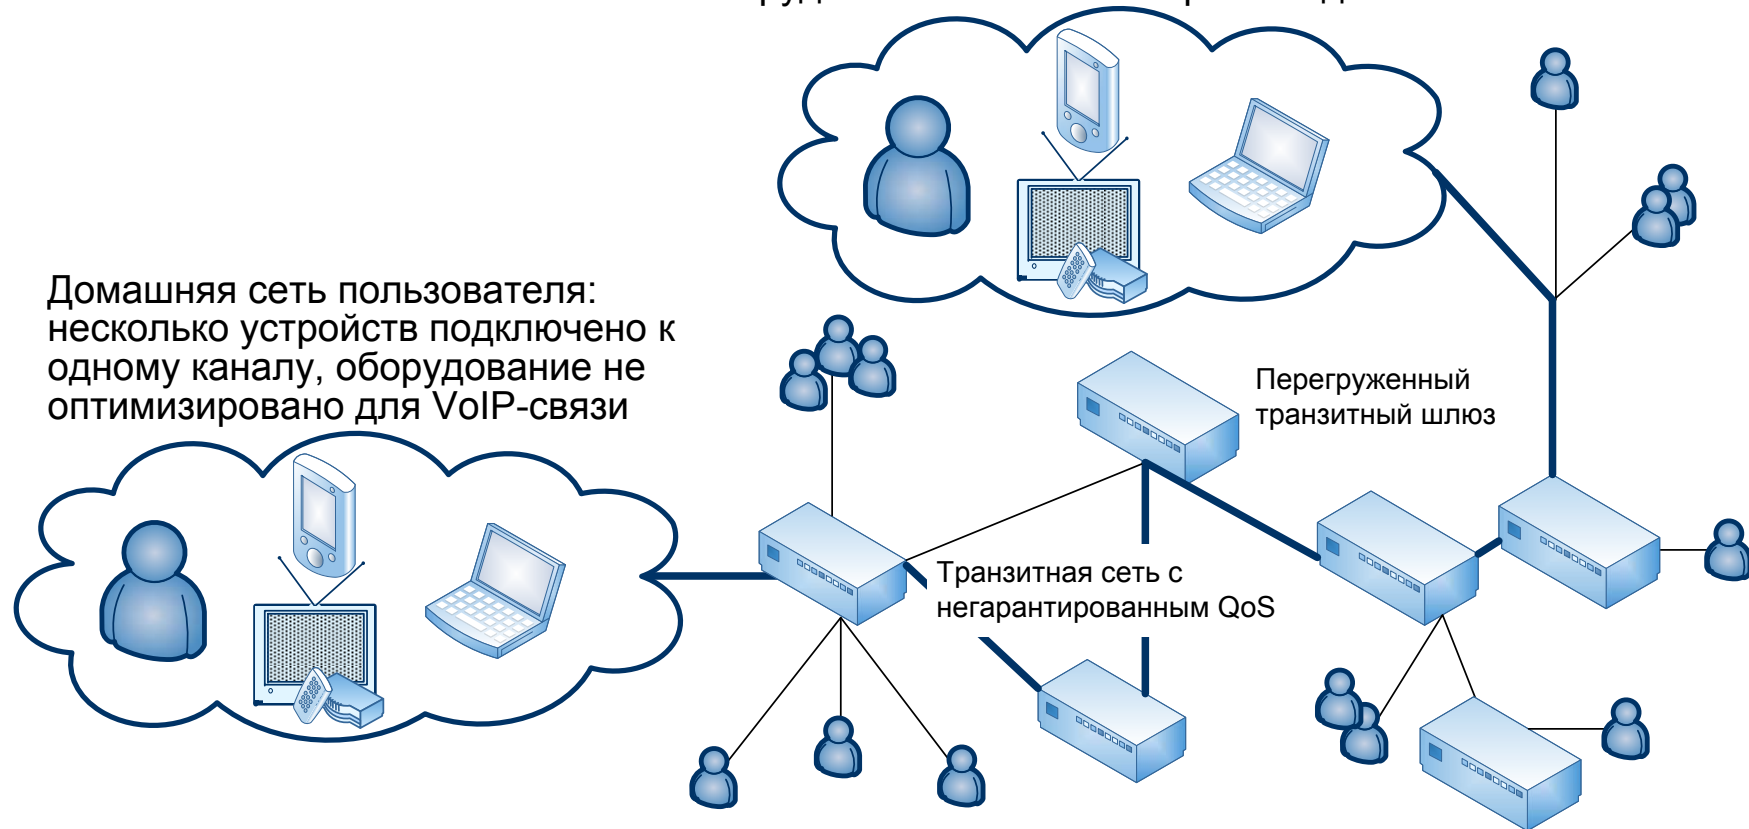 Домашняя сеть пользователя:
несколько устройств подключено к
одному каналу, оборудование не
оптимизировано для VoIP-связи
Перегруженный
транзитный шлюз
Транзитная сеть с
негарантированным QoS